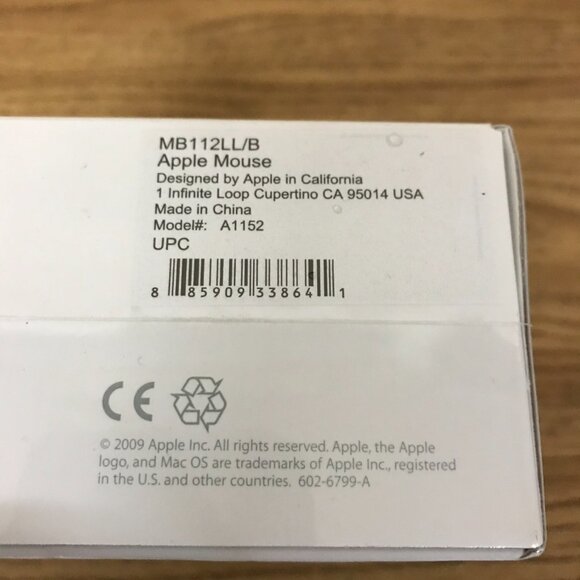 MB112LL/B
Apple Mouse
Designed by Apple in California
1 Infinite Loop Cupertino CA 95014 USA
Made in China
Model#: A1152
UPC
8 85909 33864 1
CE
© 2009 Apple Inc. All rights reserved. Apple, the Apple
logo, and Mac OS are trademarks of Apple Inc., registered
in the U.S. and other countries. 602-6799-A